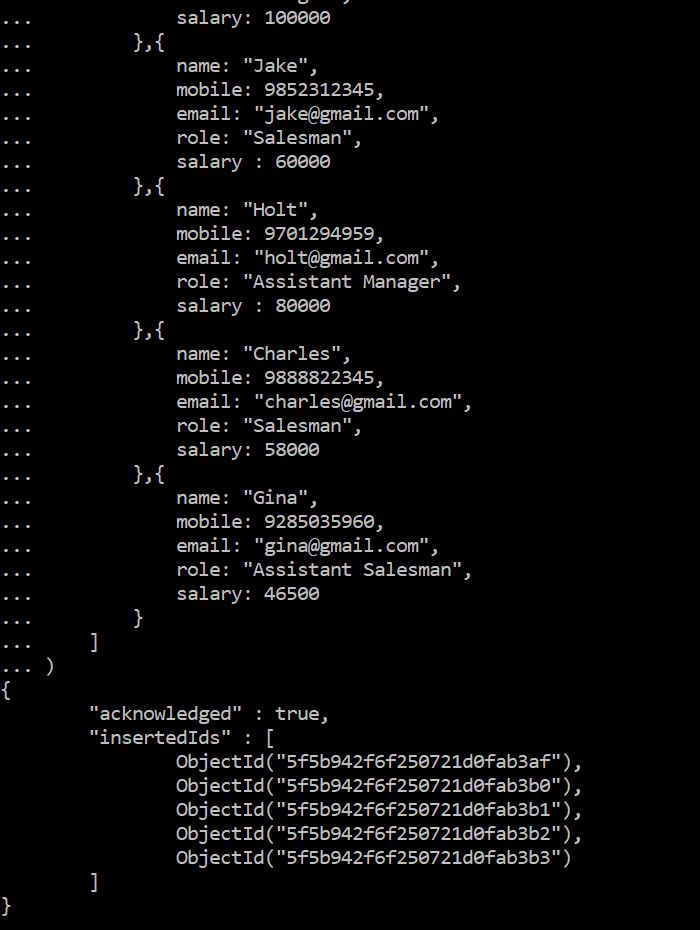 ...             salary: 100000
...         },{
...             name: "Jake",
...             mobile: 9852312345,
...             email: "jake@gmail.com",
...             role: "Salesman",
...             salary : 60000
...         },{
...             name: "Holt",
...             mobile: 9701294959,
...             email: "holt@gmail.com",
...             role: "Assistant Manager",
...             salary : 80000
...         },{
...             name: "Charles",
...             mobile: 9888822345,
...             email: "charles@gmail.com",
...             role: "Salesman",
...             salary: 58000
...         },{
...             name: "Gina",
...             mobile: 9285035960,
...             email: "gina@gmail.com",
...             role: "Assistant Salesman",
...             salary: 46500
...         }
...     ]
... )
{
        "acknowledged" : true,
        "insertedIds" : [
                ObjectId("5f5b942f6f250721d0fab3af"),
                ObjectId("5f5b942f6f250721d0fab3b0"),
                ObjectId("5f5b942f6f250721d0fab3b1"),
                ObjectId("5f5b942f6f250721d0fab3b2"),
                ObjectId("5f5b942f6f250721d0fab3b3")
        ]
}